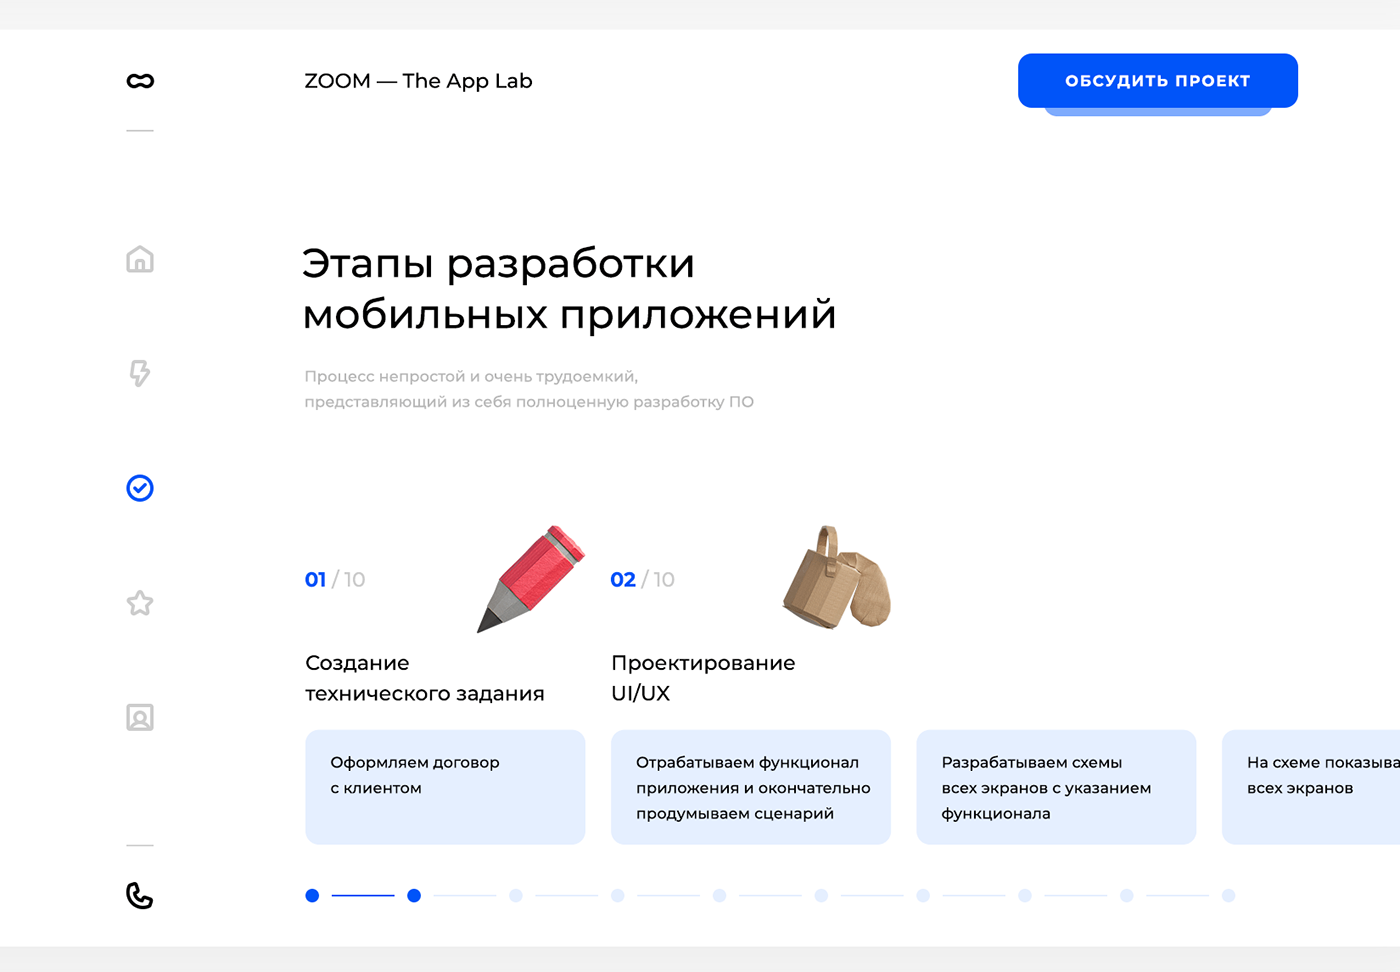 ZOOM — The App Lab
ОБСУДИТЬ ПРОЕКТ
Этапы разработки
мобильных приложений
Процесс непростой и очень трудоемкий,
представляющий из себя полноценную разработку ПО
01 / 10
Создание
технического задания
Оформляем договор
с клиентом
02 / 10
Проектирование
UI/UX
Отрабатываем функционал
приложения и окончательно
продумываем сценарий
Разрабатываем схемы
всех экранов с указанием
функционала
На схеме показыва
всех экранов